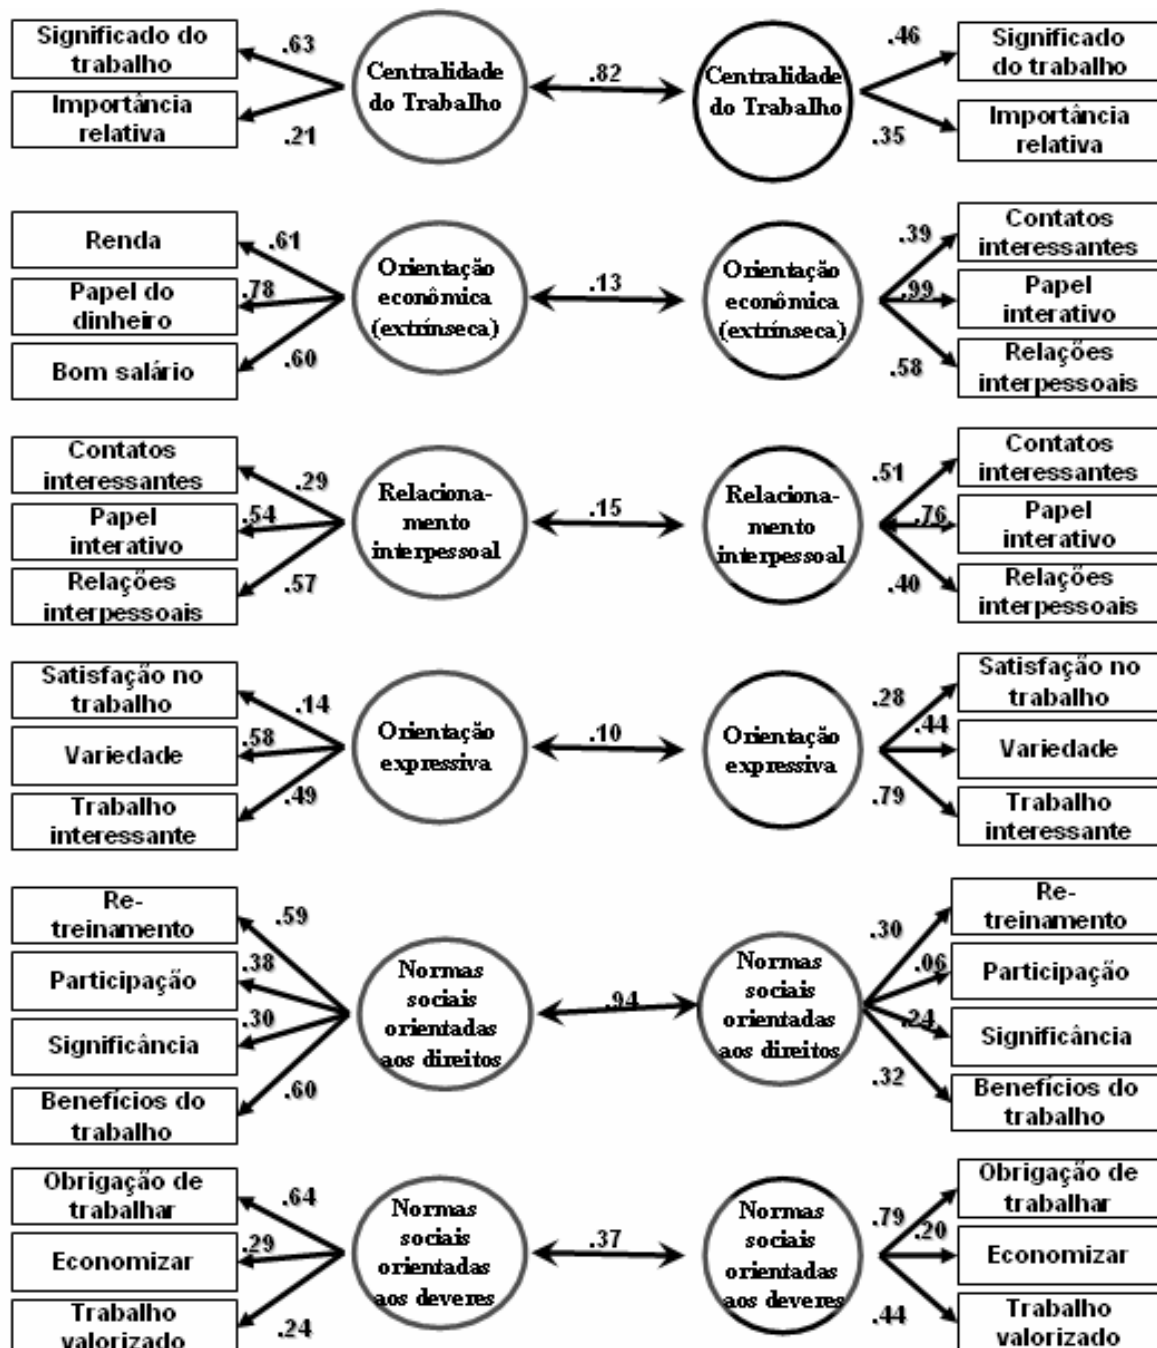 Significado do
trabalho
.63
Importância
relativa
.21
Centralidade
do Trabalho
.82
Centralidade
do Trabalho
.46
Significado
do trabalho
.35
Importância
relativa
Renda
.61
Papel do
dinheiro
.78
Bom salário
.60
Orientação
econômica
(extrínseca)
.13
Orientação
econômica
(extrínseca)
.39
Contatos
interessantes
.99
Papel
interativo
.58
Relações
interpessoais
Contatos
interessantes
.29
Papel
interativo
.54
Relações
interpessoais
.57
Relaciona-
mento
interpessoal
.15
Relaciona-
mento
interpessoal
.51
Contatos
interessantes
.76
Papel
interativo
.40
Relações
interpessoais
Satisfação no
trabalho
.14
Variedade
.58
Trabalho
interessante
.49
Orientação
expressiva
.10
Orientação
expressiva
.28
Satisfação no
trabalho
.44
Variedade
.79
Trabalho
interessante
Re-
treinamento
.59
Participação
.38
Significância
.30
Benefícios do
trabalho
.60
Normas
sociais
orientadas
aos direitos
.94
Normas
sociais
orientadas
aos direitos
.30
Re-
treinamento
.06
Participação
.24
Significância
.32
Benefícios do
trabalho
Obrigação de
trabalhar
.64
Economizar
.29
Trabalho
valorizado
.24
Normas
sociais
orientadas
aos deveres
.37
Normas
sociais
orientadas
aos deveres
.79
Obrigação de
trabalhar
.20
Economizar
.44
Trabalho
valorizado